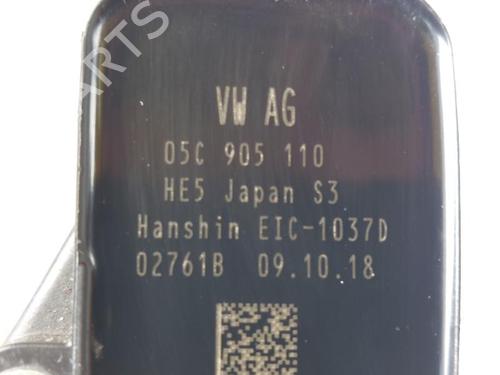 VW AG
05C 905 110
HE5 Japan S3
Hanshin EIC-1037D
02761B 09.10.18